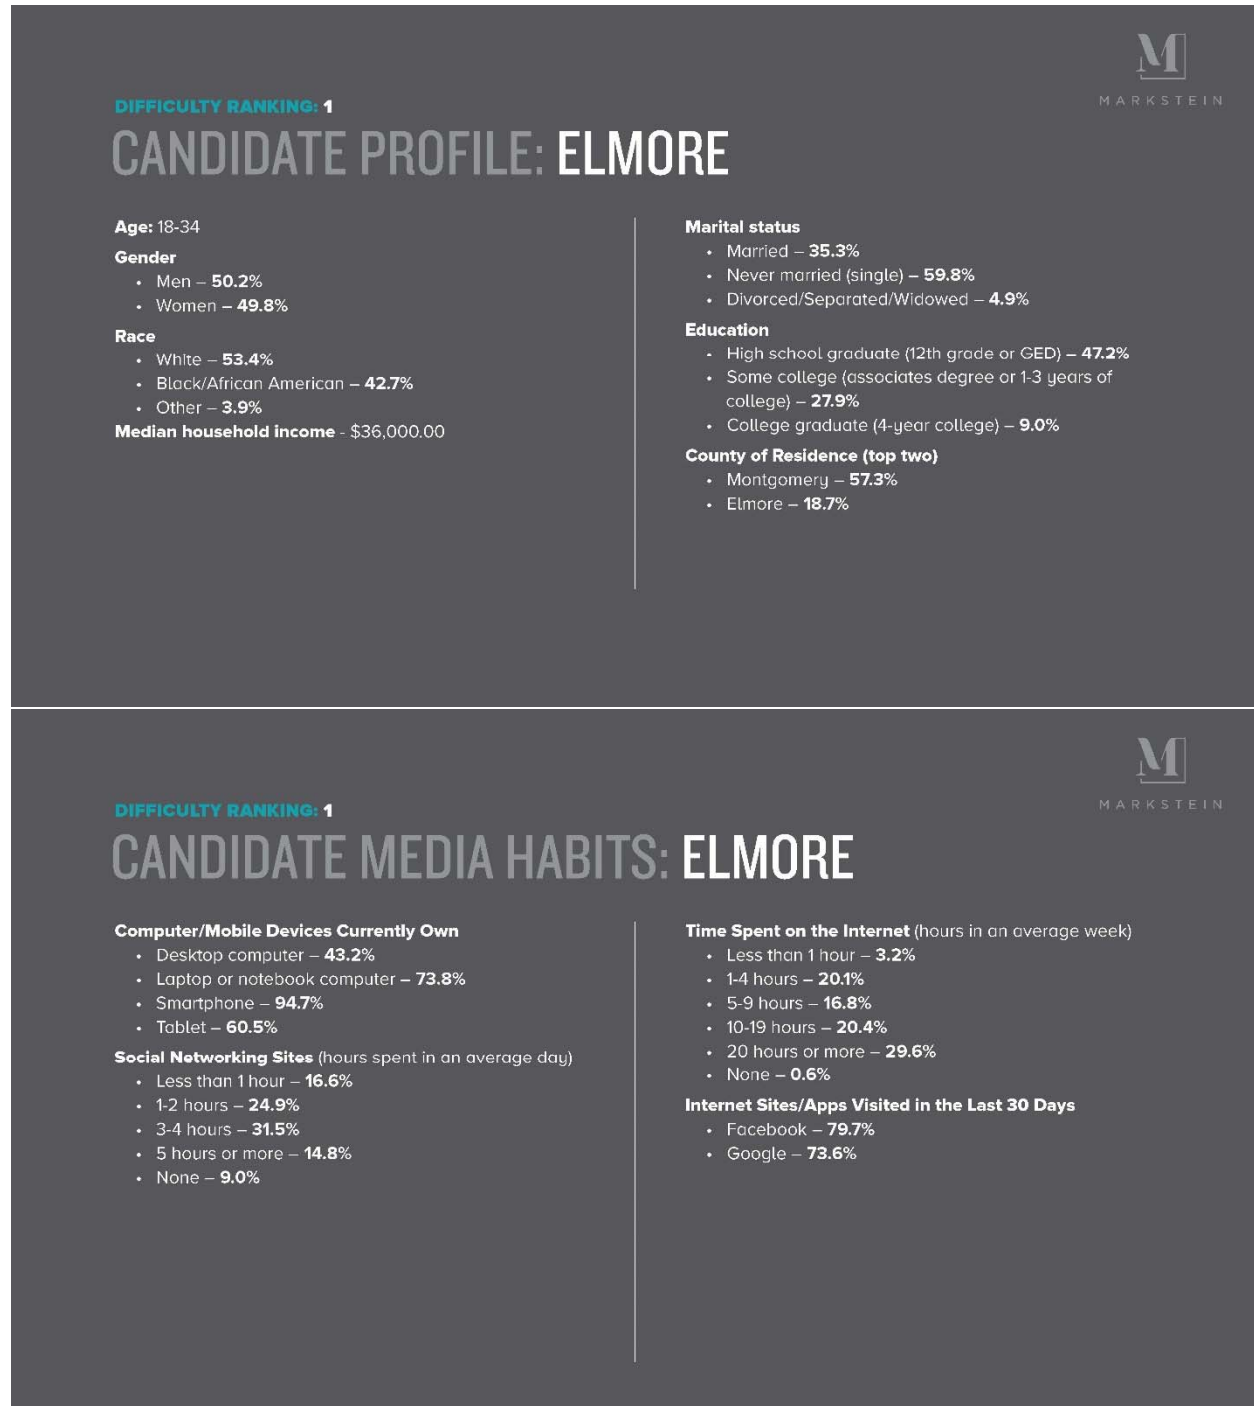 M
MARKSTEIN
DIFFICULTY RANKING: 1
CANDIDATE PROFILE: ELMORE
Age: 18-34
Gender
• Men – 50.2%
• Women – 49.8%
Race
• White – 53.4%
• Black/African American – 42.7%
• Other – 3.9%
Median household income - $36,000.00
Marital status
• Married – 35.3%
• Never married (single) – 59.8%
• Divorced/Separated/Widowed – 4.9%
Education
• High school graduate (12th grade or GED) – 47.2%
• Some college (associates degree or 1-3 years of
college) – 27.9%
• College graduate (4-year college) – 9.0%
County of Residence (top two)
• Montgomery – 57.3%
• Elmore – 18.7%
M
MARKSTEIN
DIFFICULTY RANKING: 1
CANDIDATE MEDIA HABITS: ELMORE
Computer/Mobile Devices Currently Own
• Desktop computer – 43.2%
• Laptop or notebook computer – 73.8%
• Smartphone – 94.7%
• Tablet – 60.5%
Social Networking Sites (hours spent in an average day)
• Less than 1 hour – 16.6%
• 1-2 hours – 24.9%
• 3-4 hours – 31.5%
• 5 hours or more – 14.8%
• None – 9.0%
Time Spent on the Internet (hours in an average week)
• Less than 1 hour – 3.2%
• 1-4 hours – 20.1%
• 5-9 hours – 16.8%
• 10-19 hours – 20.4%
• 20 hours or more – 29.6%
• None – 0.6%
Internet Sites/Apps Visited in the Last 30 Days
• Facebook – 79.7%
• Google – 73.6%